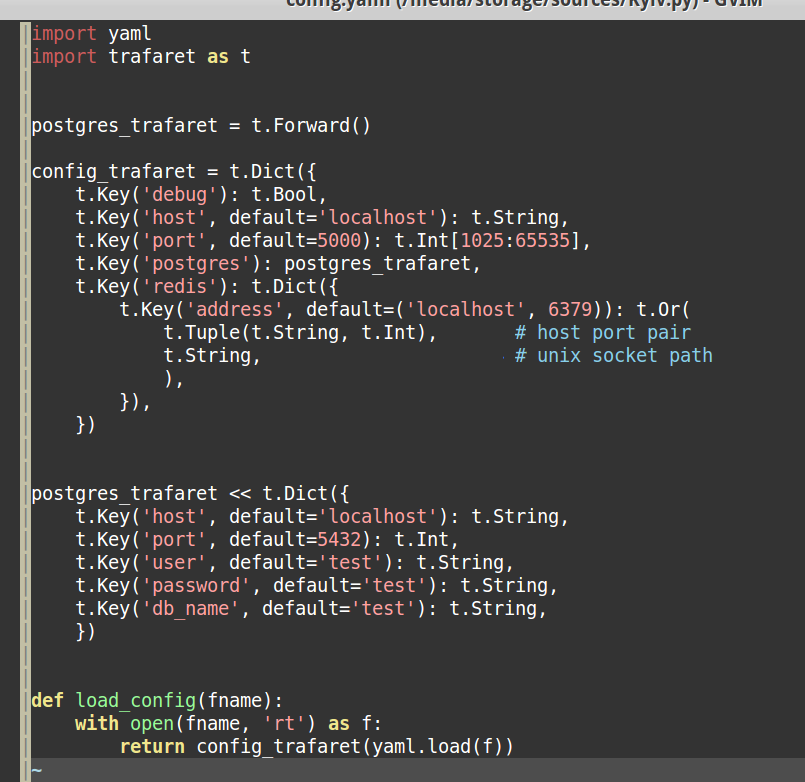 config.yaml (/media/storage/sources/Kyiv.py) - GVIM
import yaml
import trafaret as t
postgres_trafaret = t.Forward()
config_trafaret = t.Dict({
    t.Key('debug'): t.Bool,
    t.Key('host', default='localhost'): t.String,
    t.Key('port', default=5000): t.Int[1025:65535],
    t.Key('postgres'): postgres_trafaret,
    t.Key('redis'): t.Dict({
        t.Key('address', default=('localhost', 6379)): t.Or(
            t.Tuple(t.String, t.Int),       # host port pair
            t.String,                       # unix socket path
            ),
        }),
    })
postgres_trafaret << t.Dict({
    t.Key('host', default='localhost'): t.String,
    t.Key('port', default=5432): t.Int,
    t.Key('user', default='test'): t.String,
    t.Key('password', default='test'): t.String,
    t.Key('db_name', default='test'): t.String,
    })
def load_config(fname):
    with open(fname, 'rt') as f:
        return config_trafaret(yaml.load(f))
~